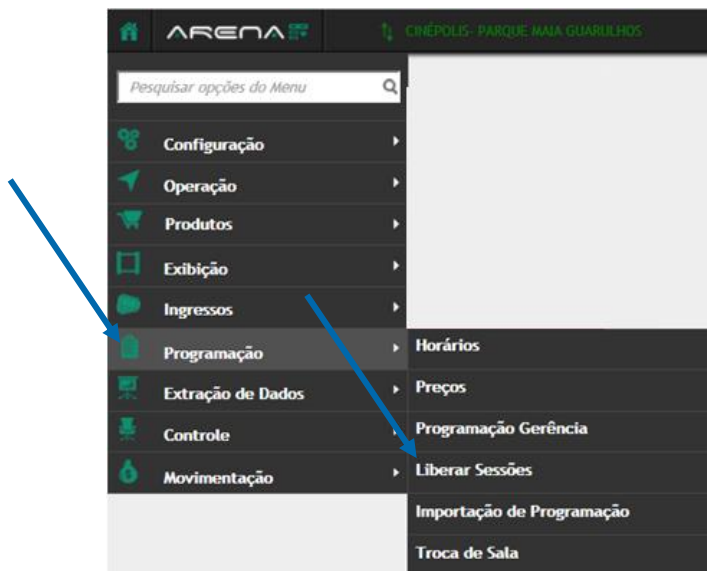 ARENA
CINÉPOLIS- PARQUE MAIA GUARULHOS
Pesquisar opções do Menu
Configuração
Operação
Produtos
Exibição
Ingressos
Programação
Extração de Dados
Controle
Movimentação
Horários
Preços
Programação Gerência
Liberar Sessões
Importação de Programação
Troca de Sala